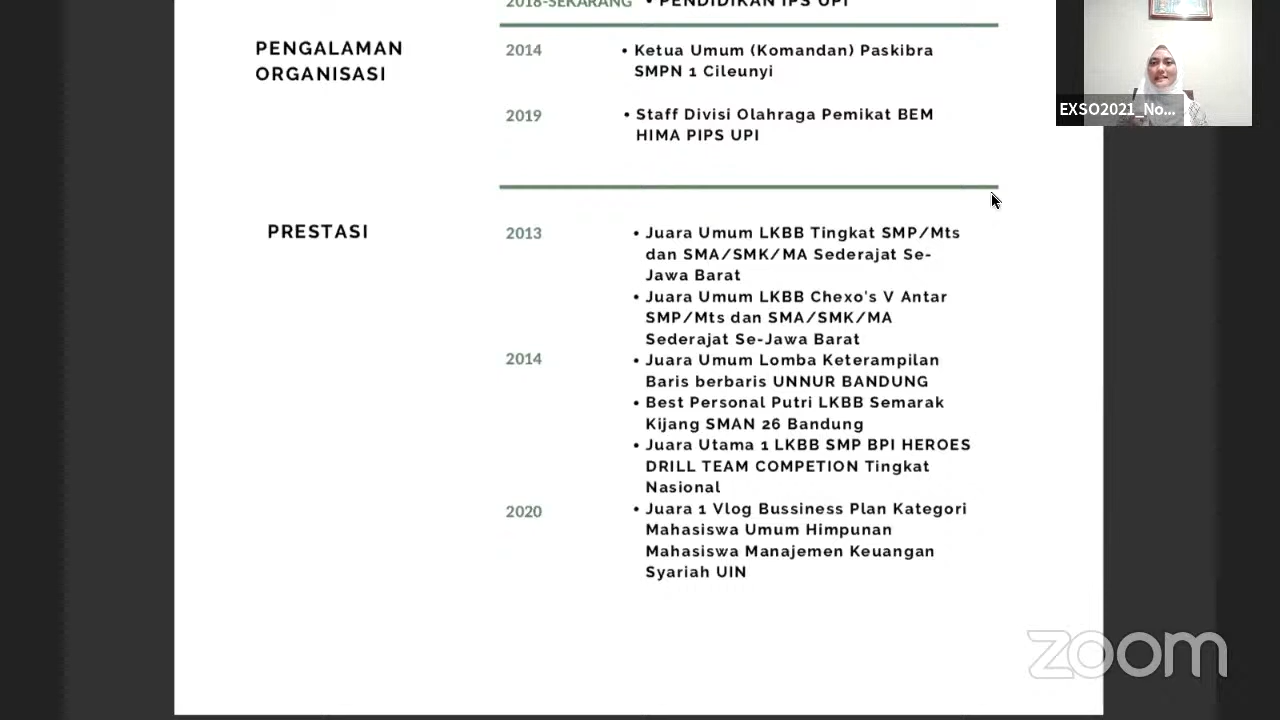 2018-SEKARANG • PENDIDIKAN IPS UPI
PENGALAMAN
ORGANISASI
2014
• Ketua Umum (Komandan) Paskibra
SMPN 1 Cileunyi
2019
• Staff Divisi Olahraga Pemikat BEM
HIMA PIPS UPI
PRESTASI
2013
• Juara Umum LKBB Tingkat SMP/Mts
dan SMA/SMK/MA Sederajat Se-
Jawa Barat
• Juara Umum LKBB Chexo's V Antar
SMP/Mts dan SMA/SMK/MA
Sederajat Se-Jawa Barat
2014
• Juara Umum Lomba Keterampilan
Baris berbaris UNNUR BANDUNG
• Best Personal Putri LKBB Semarak
Kijang SMAN 26 Bandung
• Juara Utama 1 LKBB SMP BPI HEROES
DRILL TEAM COMPETION Tingkat
Nasional
2020
• Juara 1 Vlog Bussiness Plan Kategori
Mahasiswa Umum Himpunan
Mahasiswa Manajemen Keuangan
Syariah UIN
EXSO2021_No...
zoom